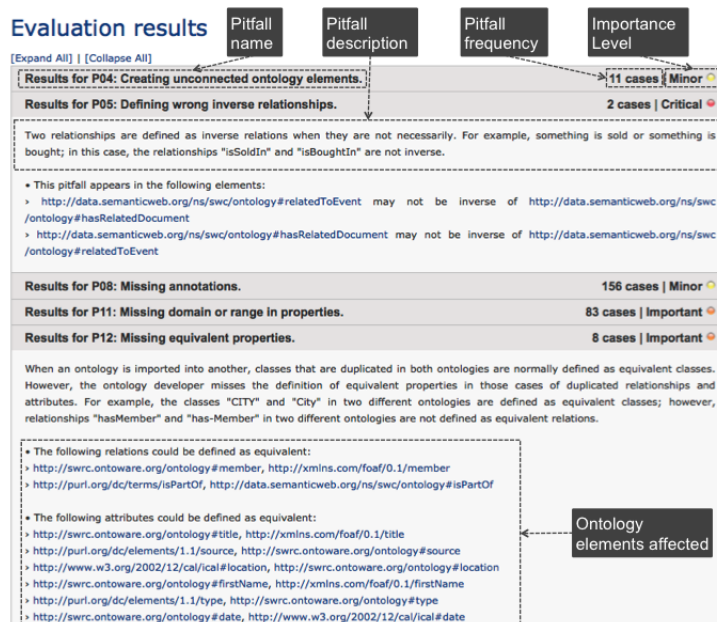 Evaluation results
Pitfall
name
Pitfall
description
Pitfall
frequency
Importance
Level
[Expand All] | [Collapse All]
Results for P04: Creating unconnected ontology elements. 11 cases | Minor
Results for P05: Defining wrong inverse relationships. 2 cases | Critical
Two relationships are defined as inverse relations when they are not necessarily. For example, something is sold or something is
bought; in this case, the relationships "isSoldIn" and "isBoughtIn" are not inverse.
• This pitfall appears in the following elements:
› http://data.semanticweb.org/ns/swc/ontology#relatedToEvent may not be inverse of http://data.semanticweb.org/ns/swc
/ontology#hasRelatedDocument
› http://data.semanticweb.org/ns/swc/ontology#hasRelatedDocument may not be inverse of http://data.semanticweb.org/ns/swc
/ontology#relatedToEvent
Results for P08: Missing annotations. 156 cases | Minor
Results for P11: Missing domain or range in properties. 83 cases | Important
Results for P12: Missing equivalent properties. 8 cases | Important
When an ontology is imported into another, classes that are duplicated in both ontologies are normally defined as equivalent classes.
However, the ontology developer misses the definition of equivalent properties in those cases of duplicated relationships and
attributes. For example, the classes "CITY" and "City" in two different ontologies are defined as equivalent classes; however,
relationships "hasMember" and "has-Member" in two different ontologies are not defined as equivalent relations.
• The following relations could be defined as equivalent:
› http://swrc.ontoware.org/ontology#member, http://xmlns.com/foaf/0.1/member
› http://purl.org/dc/terms/isPartOf, http://data.semanticweb.org/ns/swc/ontology#isPartOf
• The following attributes could be defined as equivalent:
› http://swrc.ontoware.org/ontology#title, http://xmlns.com/foaf/0.1/title
› http://purl.org/dc/elements/1.1/source, http://swrc.ontoware.org/ontology#source
› http://www.w3.org/2002/12/cal/ical#location, http://swrc.ontoware.org/ontology#location
› http://swrc.ontoware.org/ontology#firstName, http://xmlns.com/foaf/0.1/firstName
› http://purl.org/dc/elements/1.1/type, http://swrc.ontoware.org/ontology#type
› http://swrc.ontoware.org/ontology#date, http://www.w3.org/2002/12/cal/ical#date
Ontology
elements affected